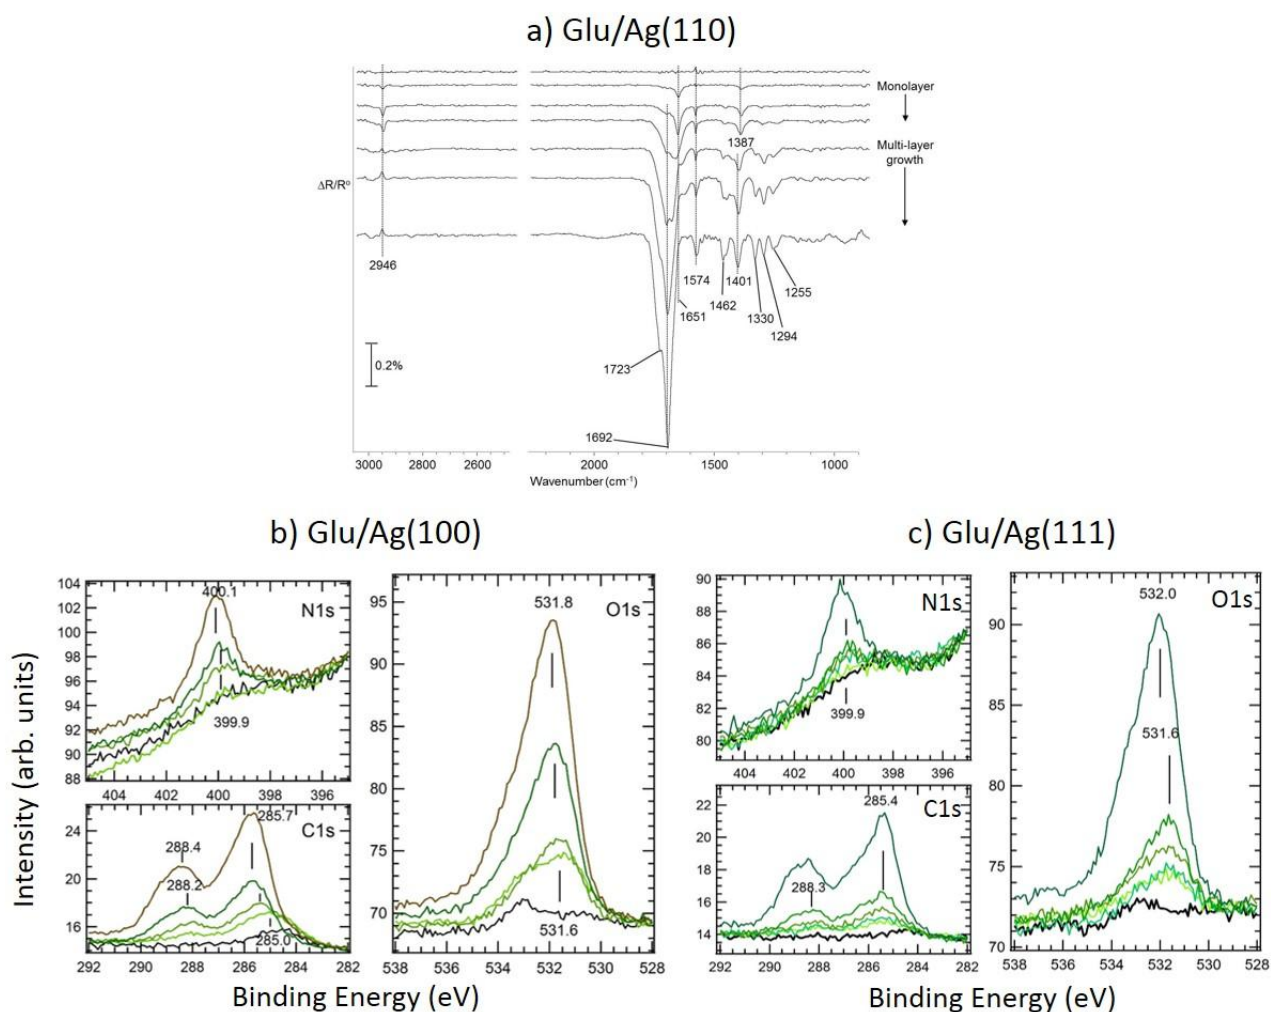 a) Glu/Ag(110)
Monolayer
1387
Multi-layer
growth
ΔR/R⁰
2946
1574
1401
1255
1462
1651
1330
1294
0.2%
1723
1692
3000 2800 2600 2000 1500 1000
Wavenumber (cm⁻¹)
b) Glu/Ag(100)
c) Glu/Ag(111)
Intensity (arb. units)
104
102
100
98
96
94
92
90
88
400.1
N1s
399.9
404 402 400 398 396
C1s
24
20
16
285.7
288.4
288.2
285.0
292 290 288 286 284 282
O1s
95
90
85
80
75
70
531.8
531.6
538 536 534 532 530 528
Binding Energy (eV)
90
88
86
84
82
80
N1s
399.9
404 402 400 398 396
22
20
18
16
14
C1s
285.4
288.3
292 290 288 286 284 282
O1s
90
85
80
75
70
532.0
531.6
538 536 534 532 530 528
Binding Energy (eV)